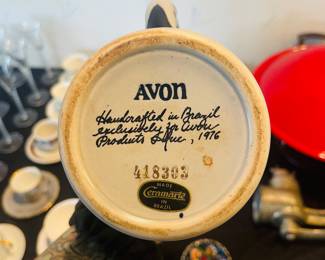 AVON
Handcrafted in Brazil
exclusively for Avon
Products Inc., 1976
418303
MADE
Ceramarte
IN
BRAZIL